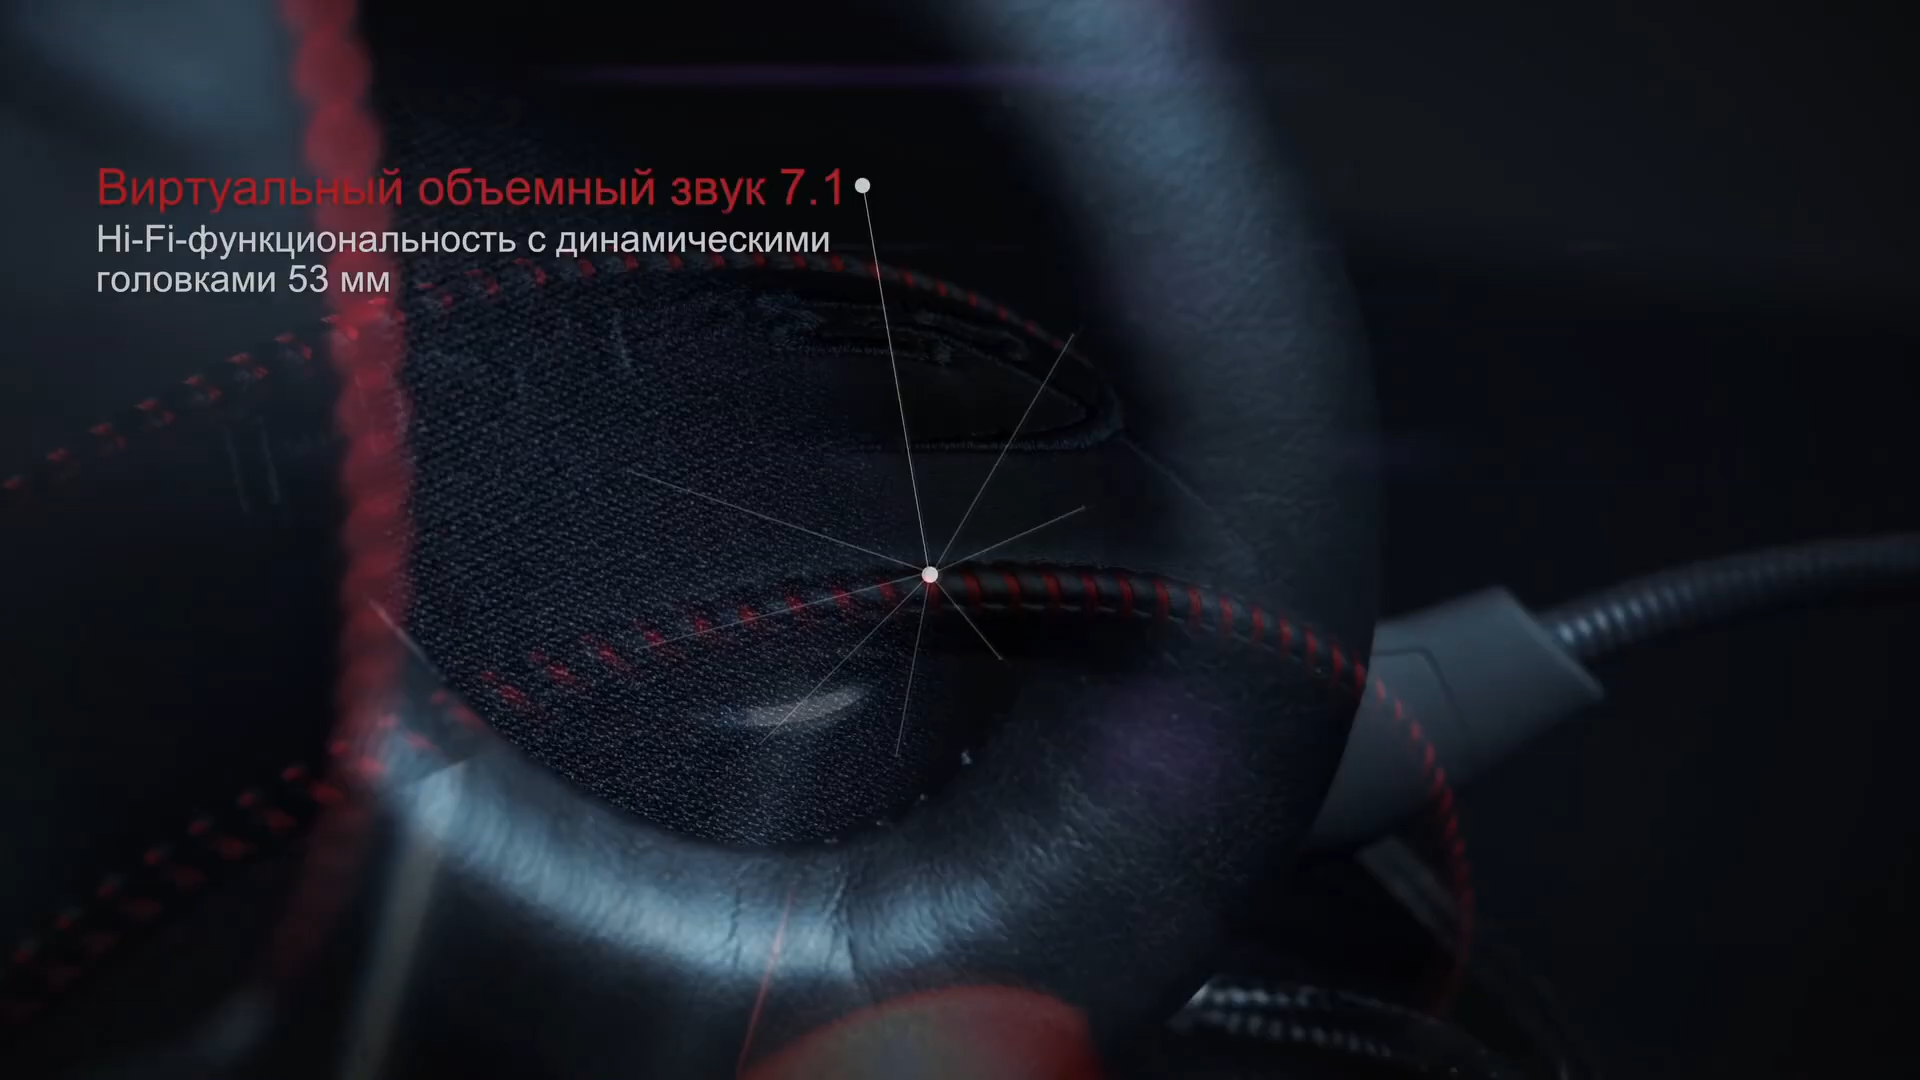 Виртуальный объемный звук 7.1
Hi-Fi-функциональность с динамическими
головками 53 мм